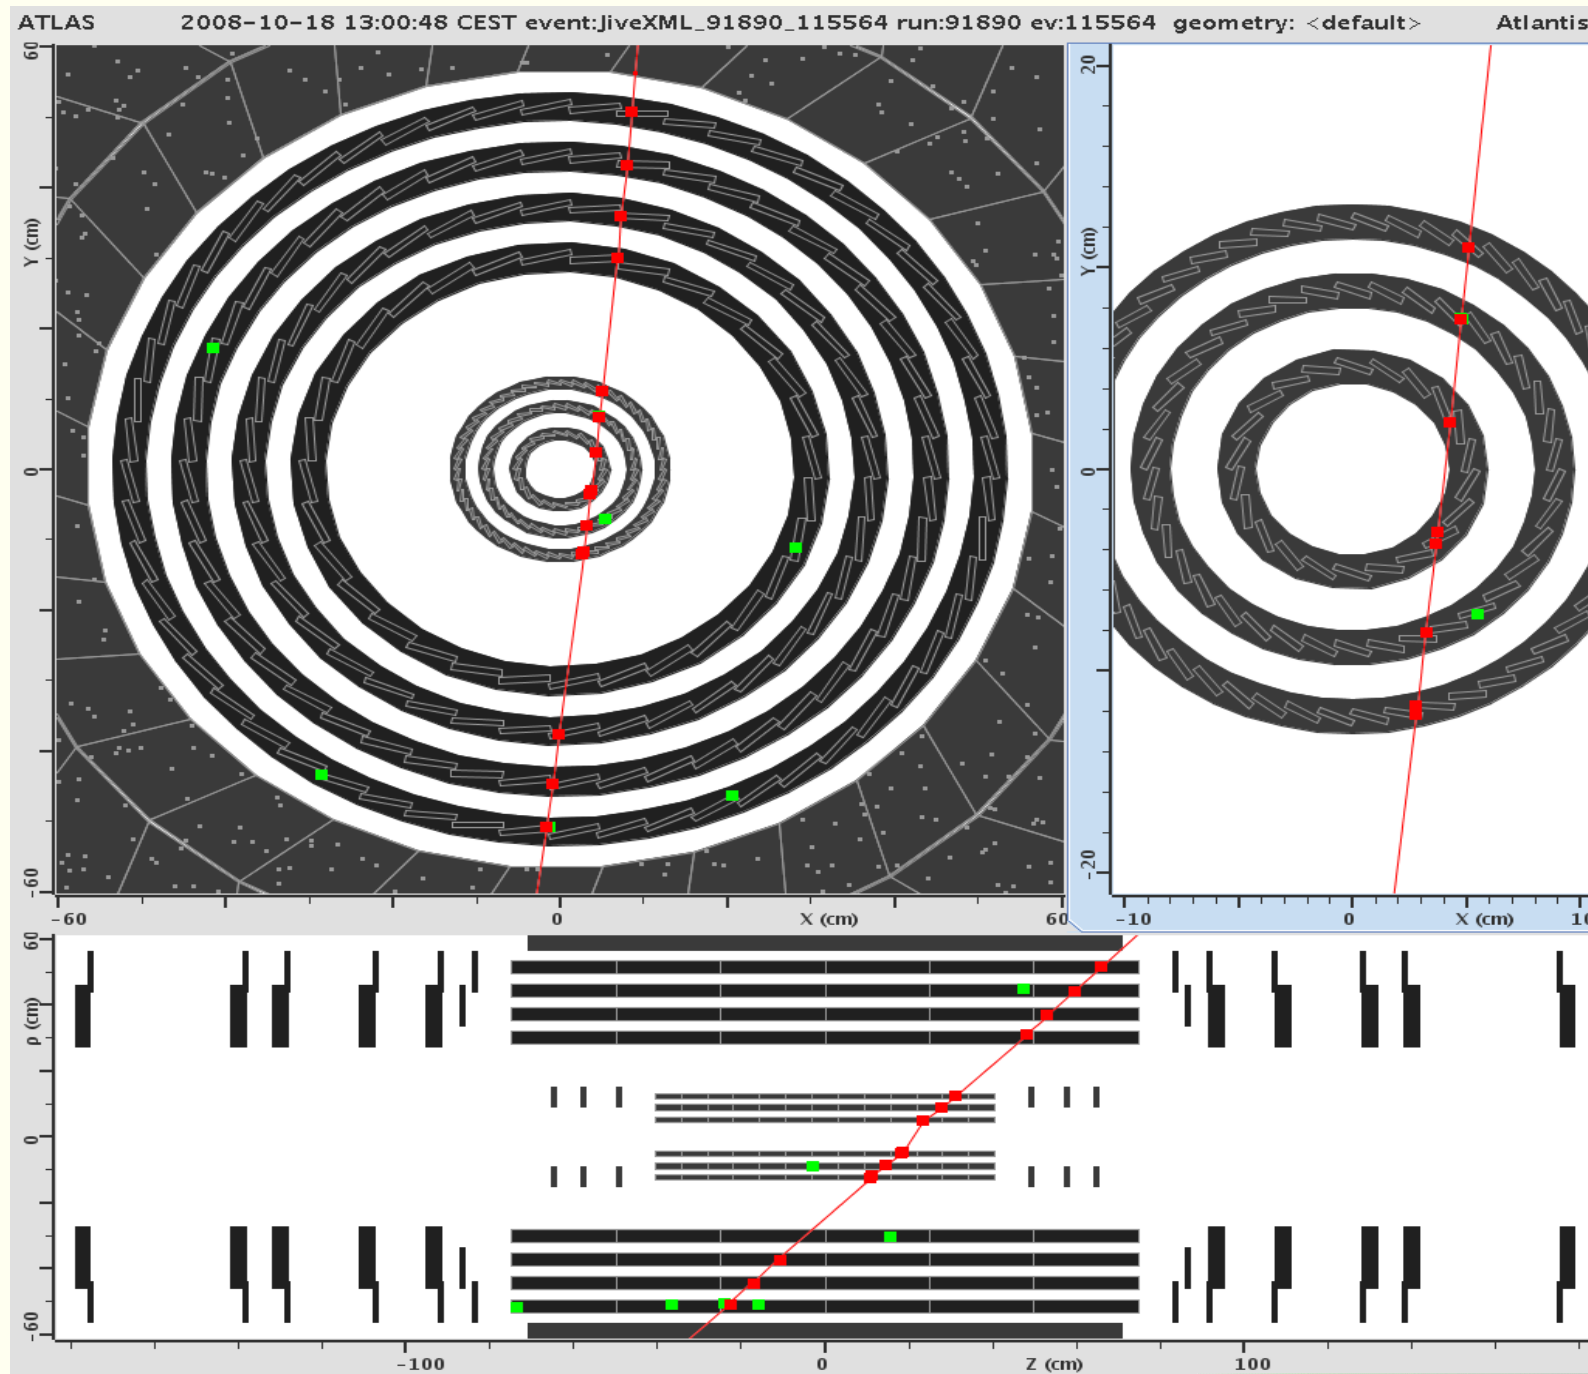 ATLAS 2008-10-18 13:00:48 CEST event:JiveXML_91890_115564 run:91890 ev:115564 geometry: <default> Atlantis
60
Y (cm)
0
-60
-60 0 X (cm) 60
20
Y (cm)
0
-20
-10 0 X (cm) 10
60
ρ (cm)
0
-60
-100 0 Z (cm) 100